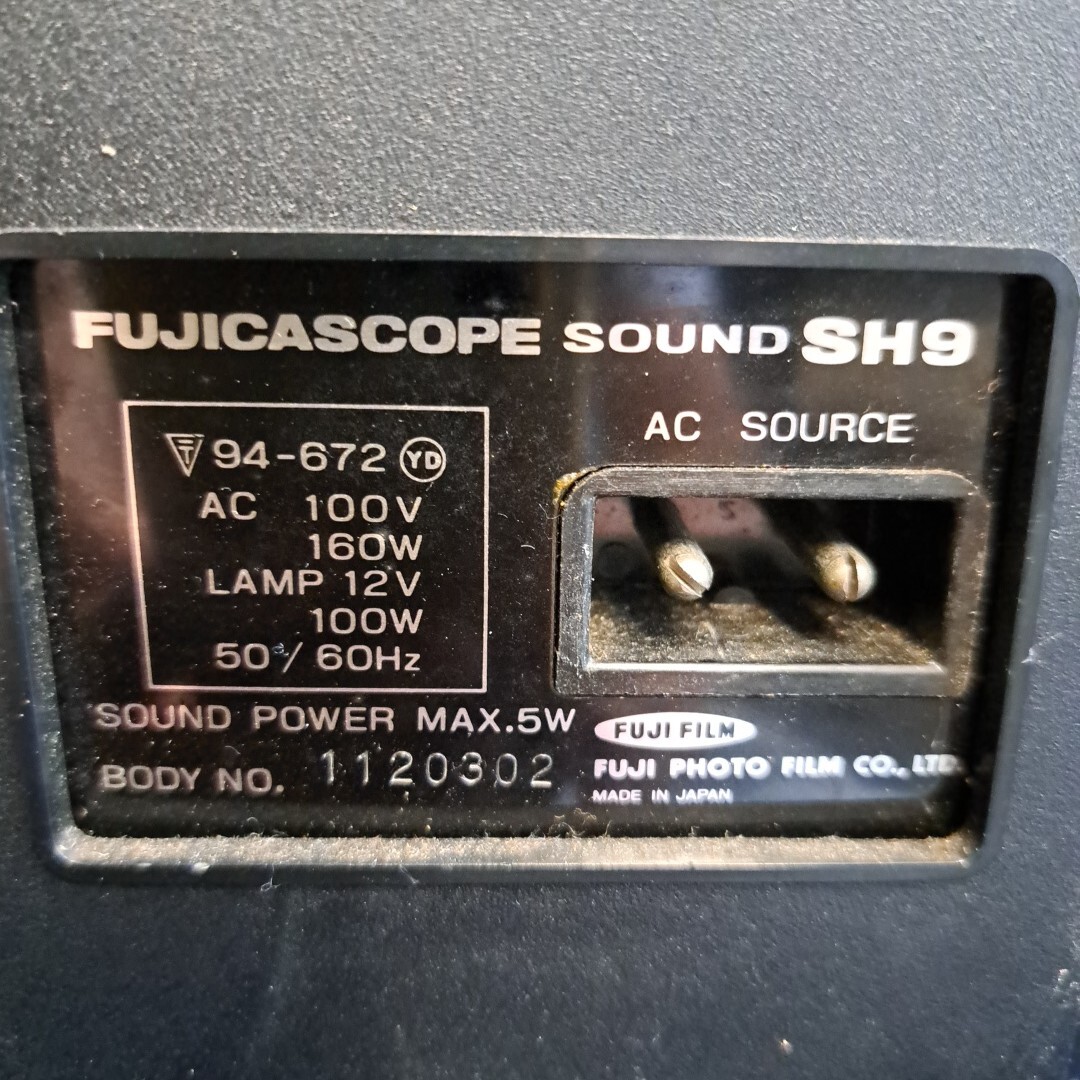 FUJICASCOPE SOUND SH9
〒 94-672 YD
AC 100V
160W
LAMP 12V
100W
50/60Hz
AC SOURCE
SOUND POWER MAX.5W
BODY NO. 1120302
FUJI FILM
FUJI PHOTO FILM CO., LTD.
MADE IN JAPAN